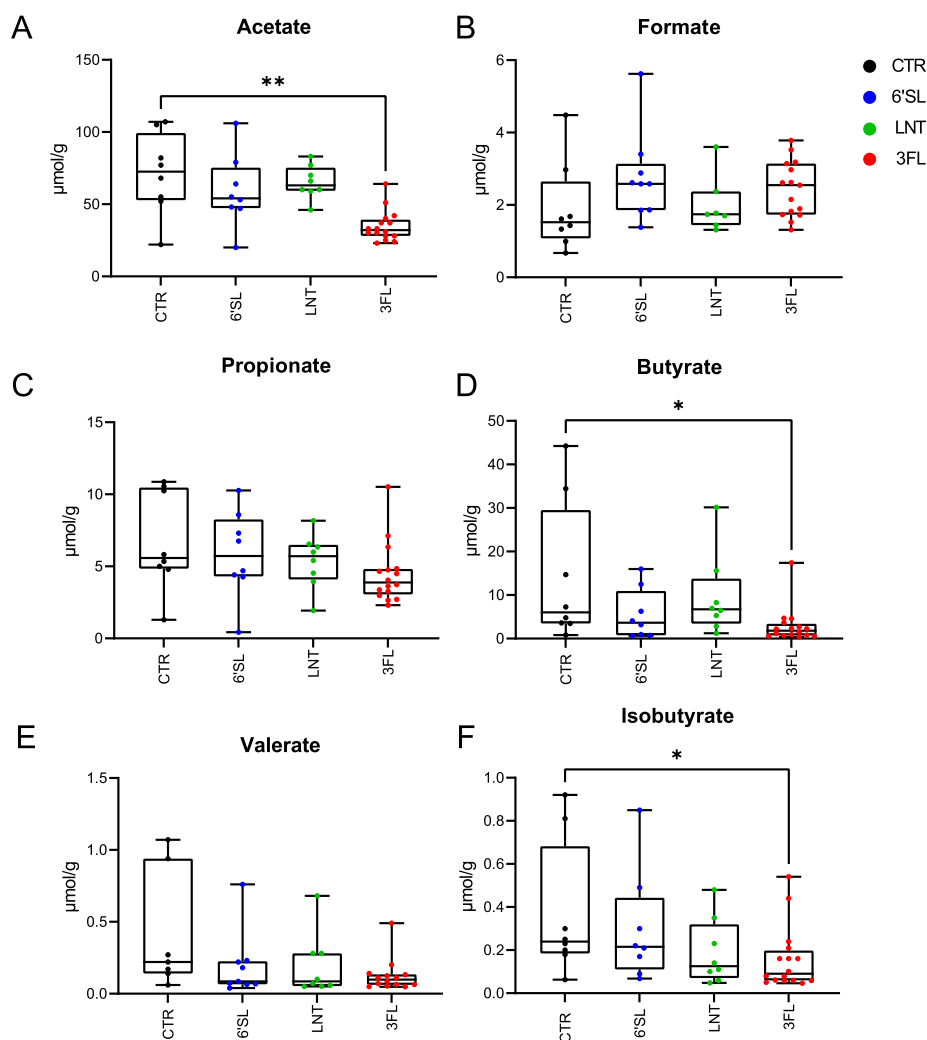 A
Acetate
150
100
50
0
µmol/g
**
CTR
6'SL
LNT
3FL
B
Formate
6
4
2
0
µmol/g
CTR
6'SL
LNT
3FL
CTR
6'SL
LNT
3FL
C
Propionate
15
10
5
0
µmol/g
CTR
6'SL
LNT
3FL
D
Butyrate
50
40
30
20
10
0
µmol/g
*
CTR
6'SL
LNT
3FL
E
Valerate
1.5
1.0
0.5
0.0
µmol/g
CTR
6'SL
LNT
3FL
F
Isobutyrate
1.0
0.8
0.6
0.4
0.2
0.0
µmol/g
*
CTR
6'SL
LNT
3FL